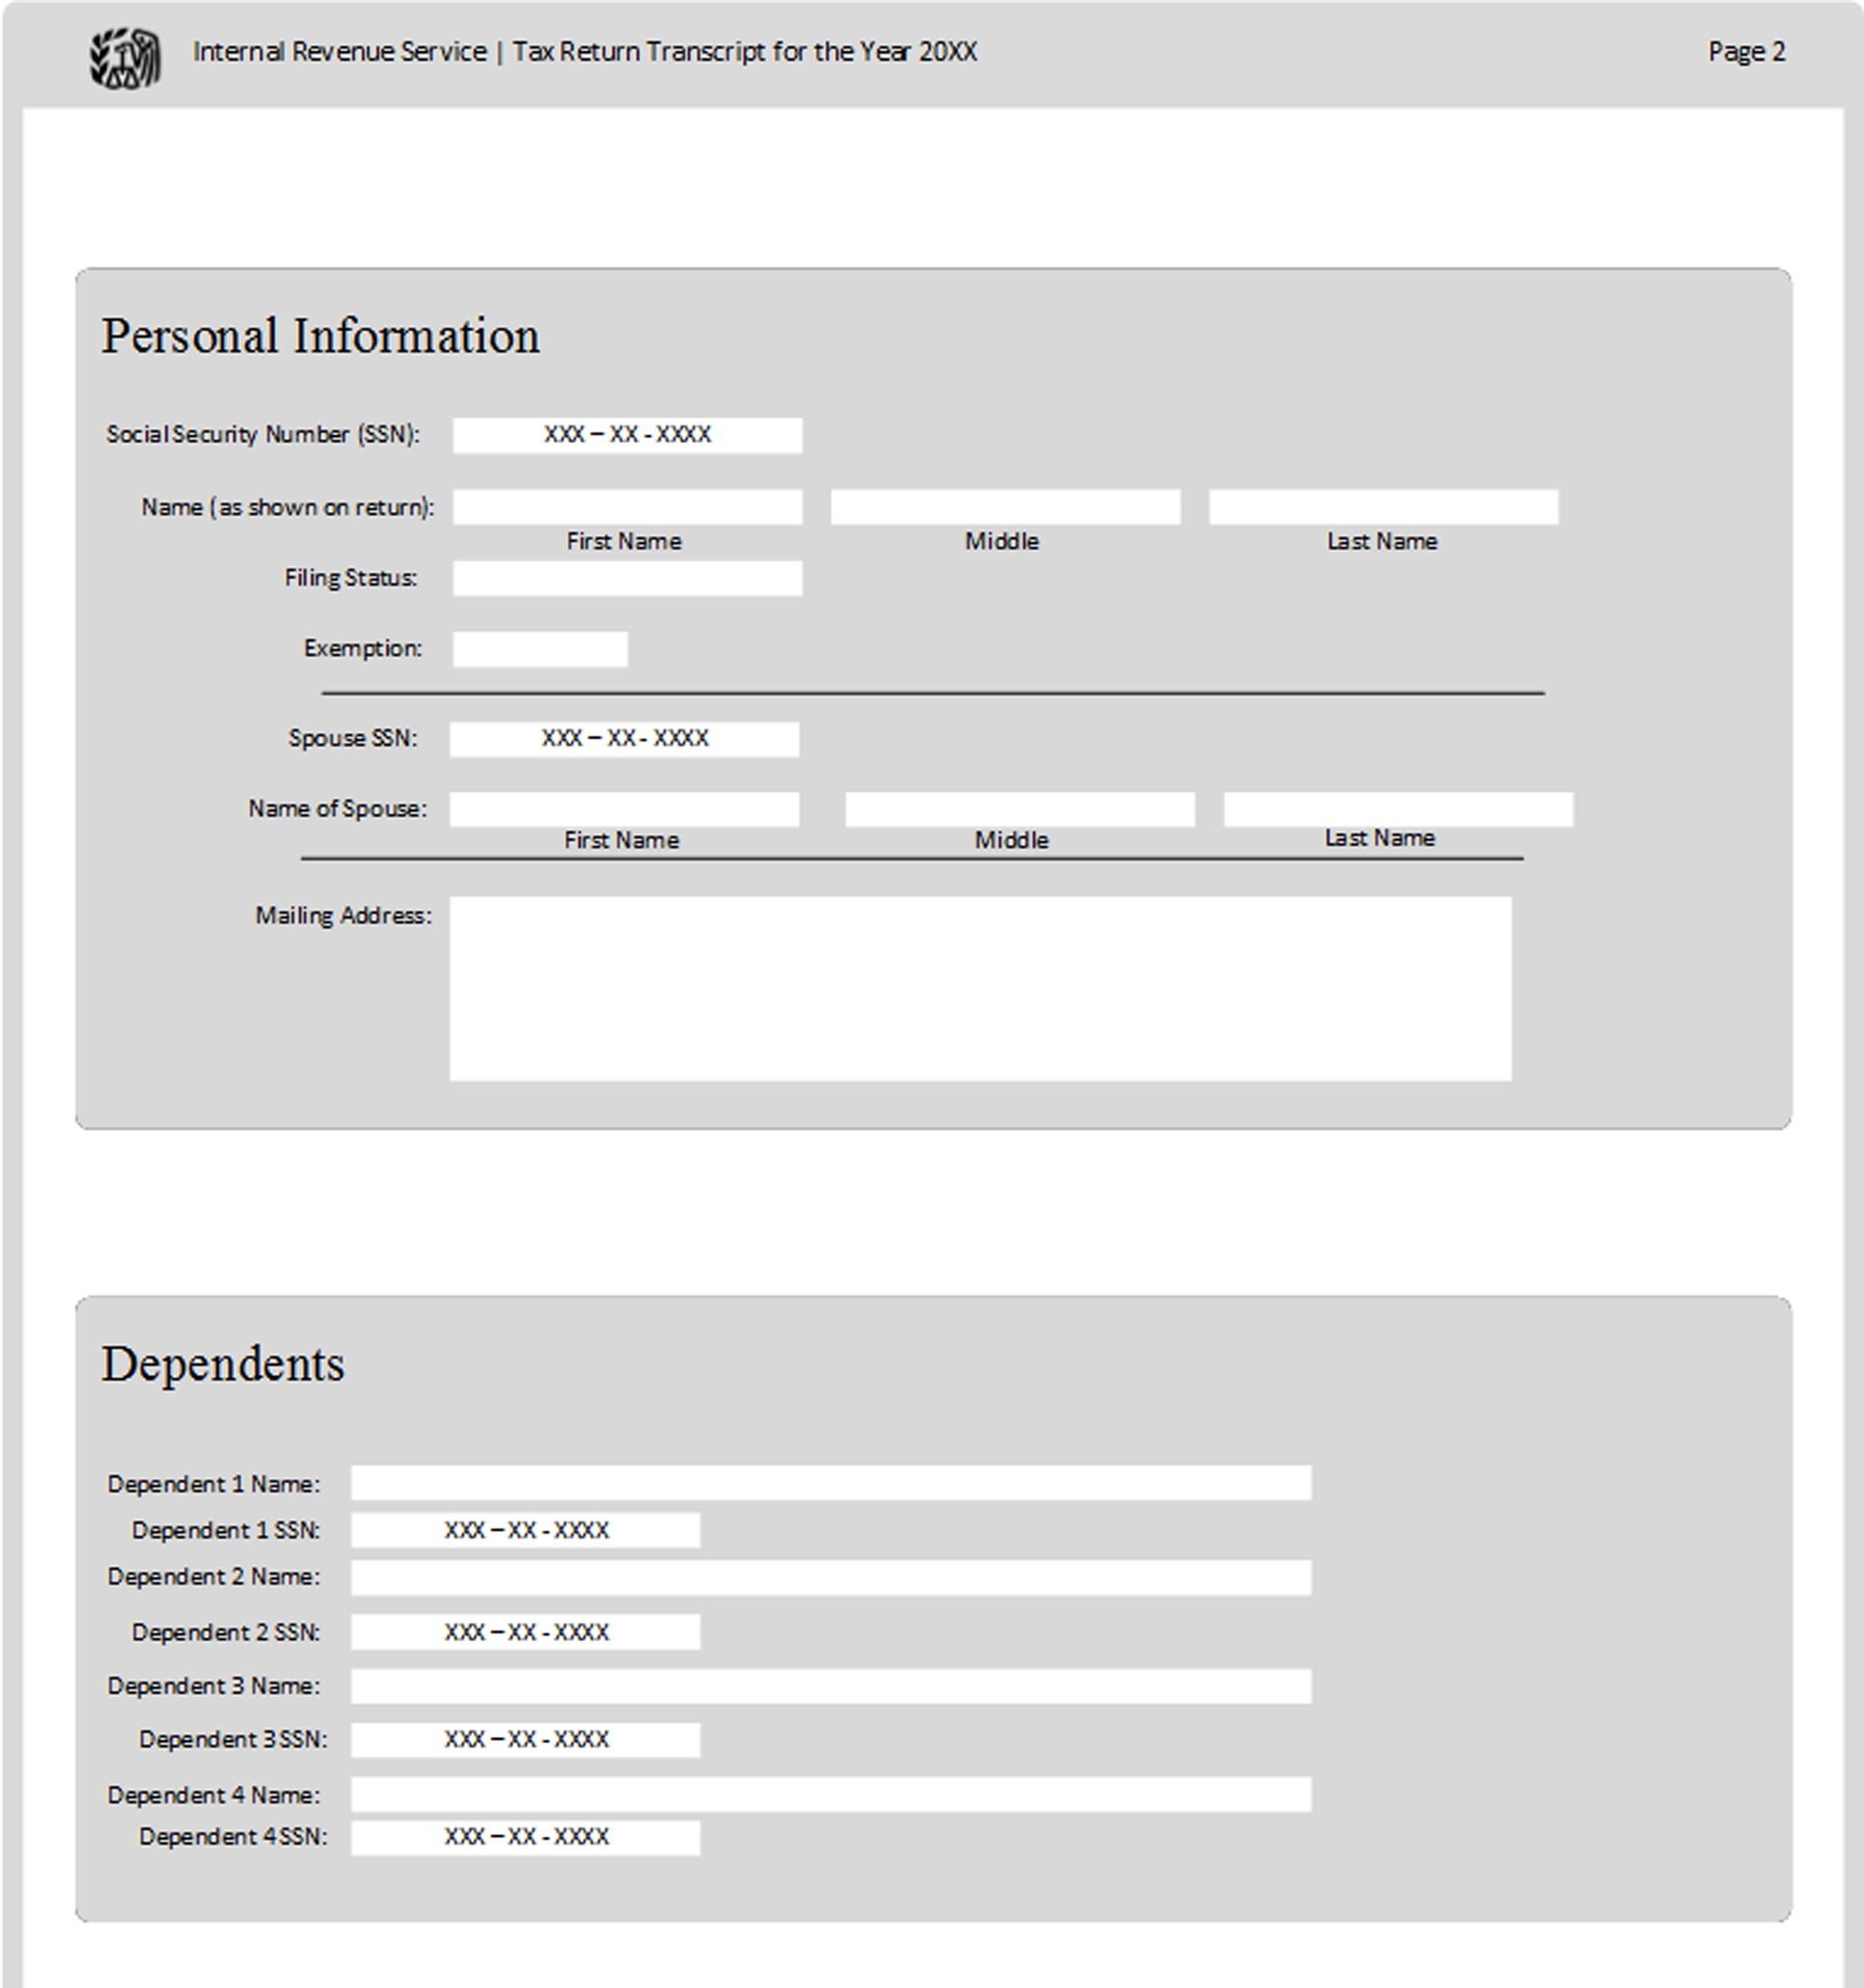 Internal Revenue Service | Tax Return Transcript for the Year 20XX Page 2
Personal Information
Social Security Number (SSN): XXX – XX - XXXX
Name (as shown on return):
First Name Middle Last Name
Filing Status:
Exemption:
Spouse SSN: XXX – XX - XXXX
Name of Spouse:
First Name Middle Last Name
Mailing Address:
Dependents
Dependent 1 Name:
Dependent 1 SSN: XXX – XX - XXXX
Dependent 2 Name:
Dependent 2 SSN: XXX – XX - XXXX
Dependent 3 Name:
Dependent 3 SSN: XXX – XX - XXXX
Dependent 4 Name:
Dependent 4 SSN: XXX – XX - XXXX